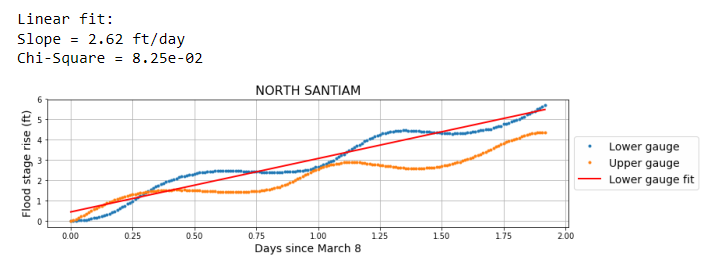 Linear fit:
Slope = 2.62 ft/day
Chi-Square = 8.25e-02
NORTH SANTIAM
Flood stage rise (ft)
6
5
4
3
2
1
0
0.00 0.25 0.50 0.75 1.00 1.25 1.50 1.75 2.00
Days since March 8
Lower gauge
Upper gauge
Lower gauge fit